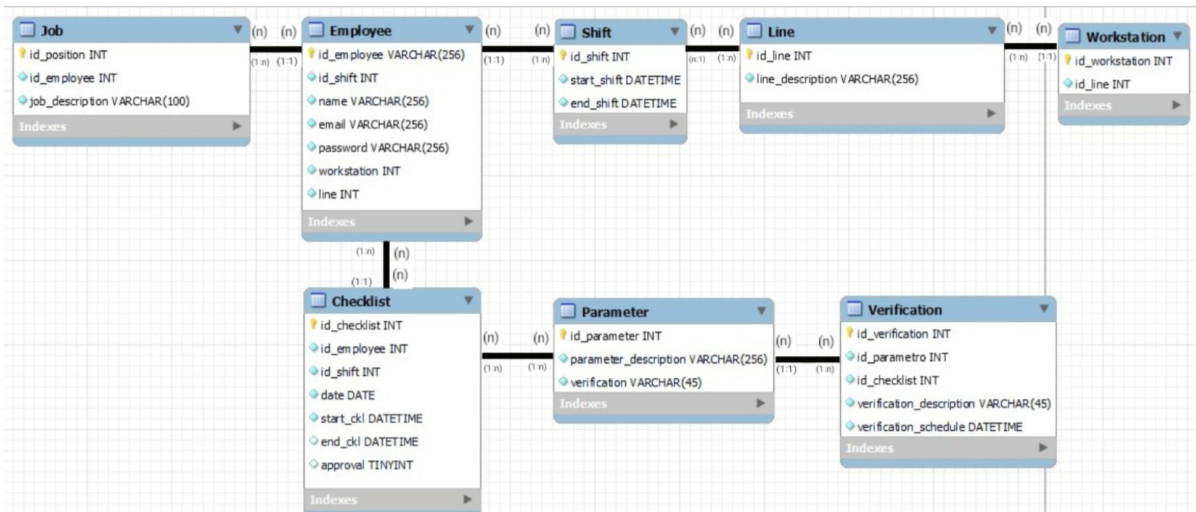 Job
id_position INT
id_employee INT
job_description VARCHAR(100)
Indexes
(n) (n)
(1:n) (1:1)
Employee
id_employee VARCHAR(256)
id_shift INT
name VARCHAR(256)
email VARCHAR(256)
password VARCHAR(256)
workstation INT
line INT
Indexes
(n) (n)
(1:1) (1:n)
Shift
id_shift INT
start_shift DATETIME
end_shift DATETIME
Indexes
(n) (n)
(n:1) (1:n)
Line
id_line INT
line_description VARCHAR(256)
Indexes
(n) (n)
(1:n) (1:1)
Workstation
id_workstation INT
id_line INT
Indexes
(1:n) (n)
(1:1) (n)
Checklist
id_checklist INT
id_employee INT
id_shift INT
date DATE
start_ckl DATETIME
end_ckl DATETIME
approval TINYINT
Indexes
(n) (n)
(1:n) (1:n)
Parameter
id_parameter INT
parameter_description VARCHAR(256)
verification VARCHAR(45)
Indexes
(n) (n)
(1:1) (1:n)
Verification
id_verification INT
id_parametro INT
id_checklist INT
verification_description VARCHAR(45)
verification_schedule DATETIME
Indexes